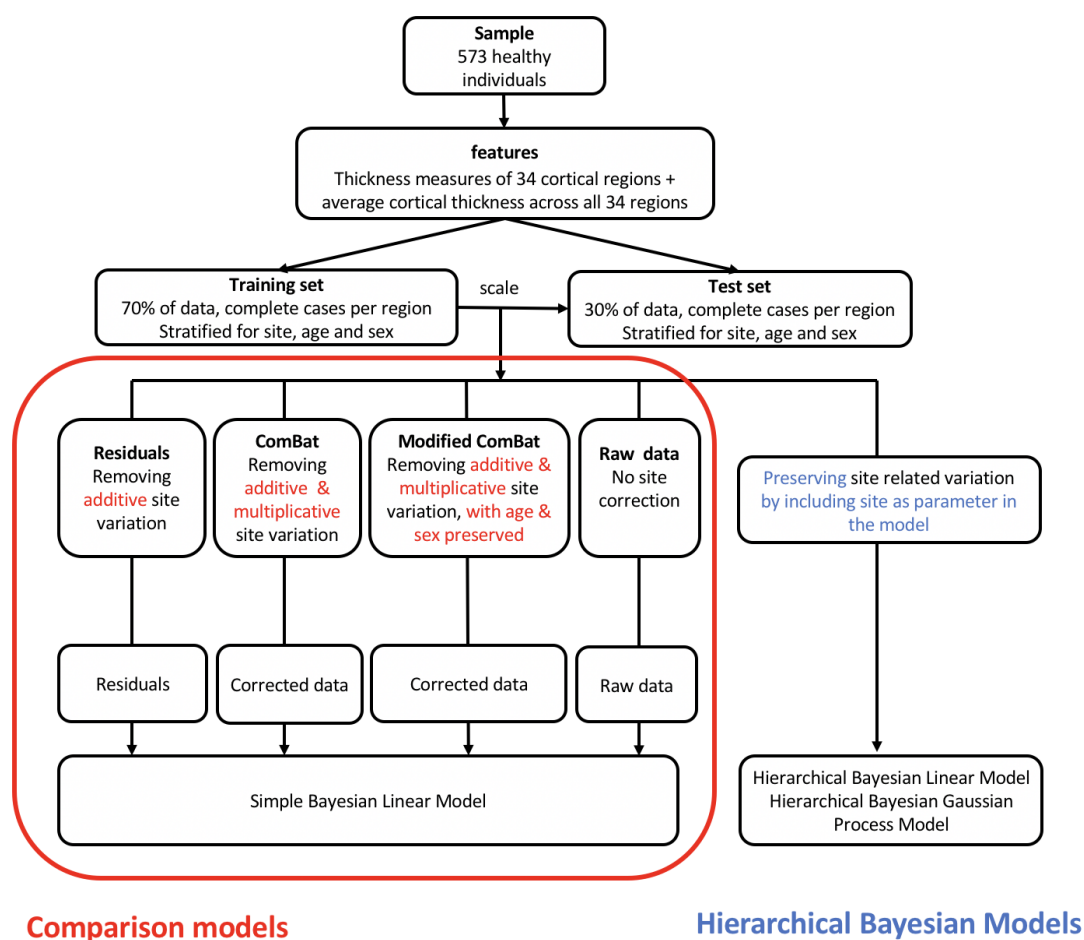 Sample
573 healthy
individuals
features
Thickness measures of 34 cortical regions +
average cortical thickness across all 34 regions
Training set
70% of data, complete cases per region
Stratified for site, age and sex
scale
Test set
30% of data, complete cases per region
Stratified for site, age and sex
Residuals
Removing
additive site
variation
ComBat
Removing
additive &
multiplicative
site variation
Modified ComBat
Removing additive &
multiplicative site
variation, with age &
sex preserved
Raw data
No site
correction
Preserving site related variation
by including site as parameter in
the model
Residuals
Corrected data
Corrected data
Raw data
Simple Bayesian Linear Model
Hierarchical Bayesian Linear Model
Hierarchical Bayesian Gaussian
Process Model
Comparison models
Hierarchical Bayesian Models